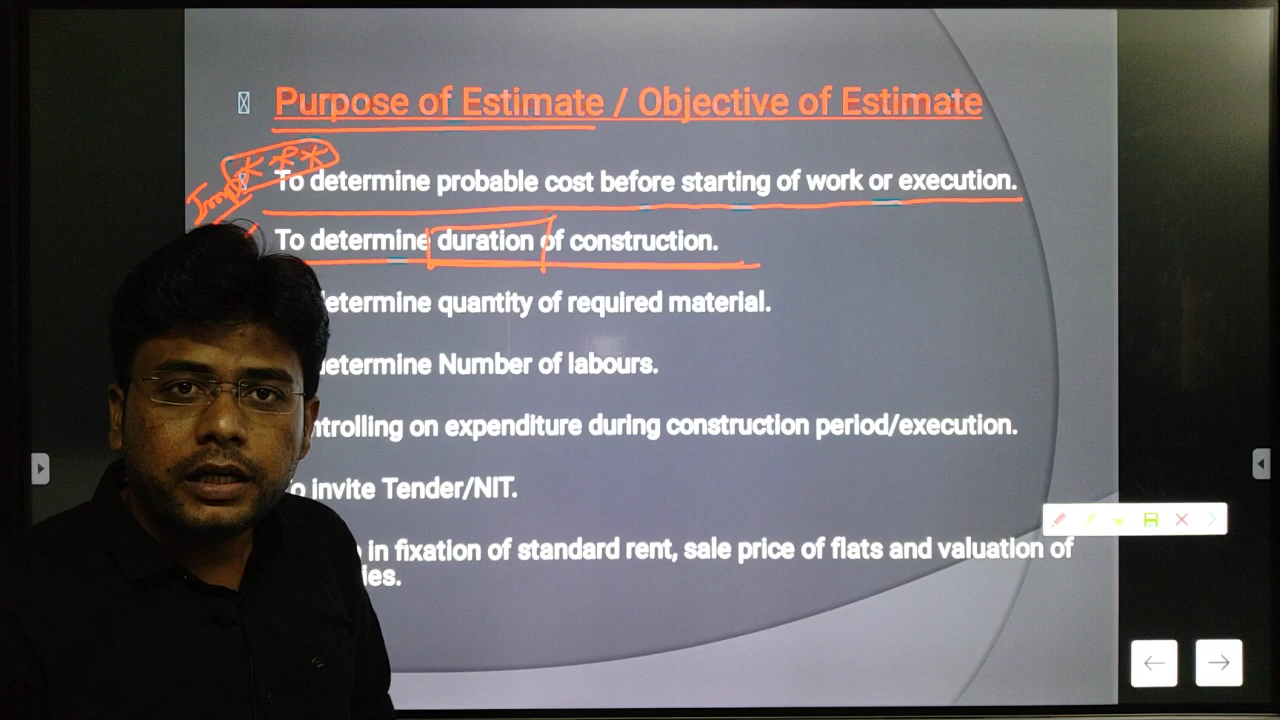 Purpose of Estimate / Objective of Estimate
Imp ***
To determine probable cost before starting of work or execution.
To determine duration of construction.
determine quantity of required material.
determine Number of labours.
ntrolling on expenditure during construction period/execution.
To invite Tender/NIT.
in fixation of standard rent, sale price of flats and valuation of
ies.